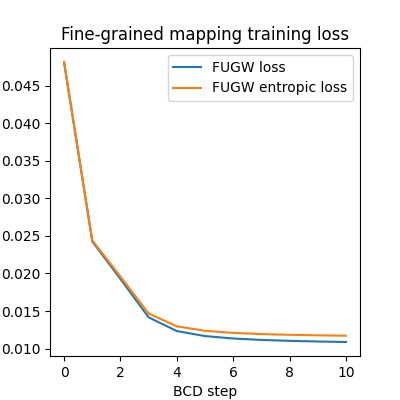 Fine-grained mapping training loss
FUGW loss
FUGW entropic loss
0.045
0.040
0.035
0.030
0.025
0.020
0.015
0.010
0 2 4 6 8 10
BCD step